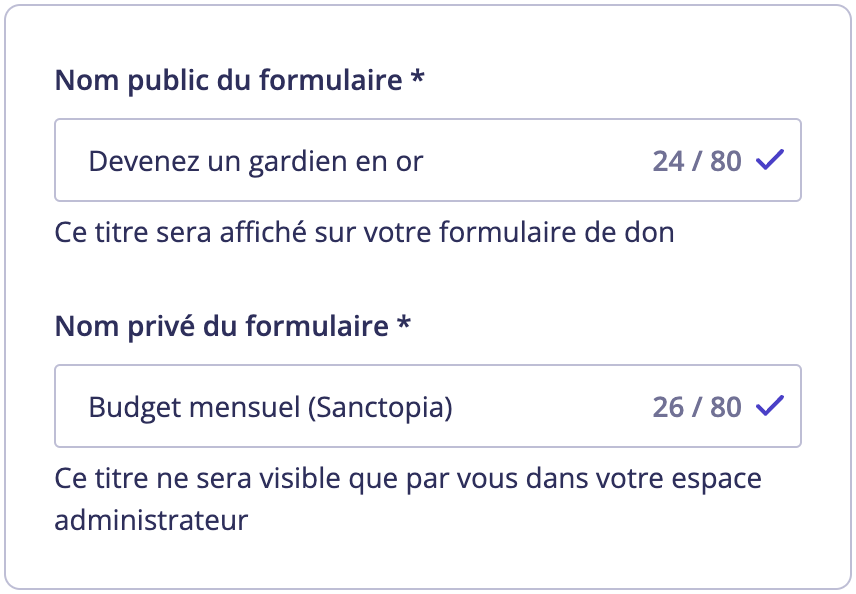 Nom public du formulaire *
Devenez un gardien en or 24 / 80
Ce titre sera affiché sur votre formulaire de don
Nom privé du formulaire *
Budget mensuel (Sanctopia) 26 / 80
Ce titre ne sera visible que par vous dans votre espace
administrateur